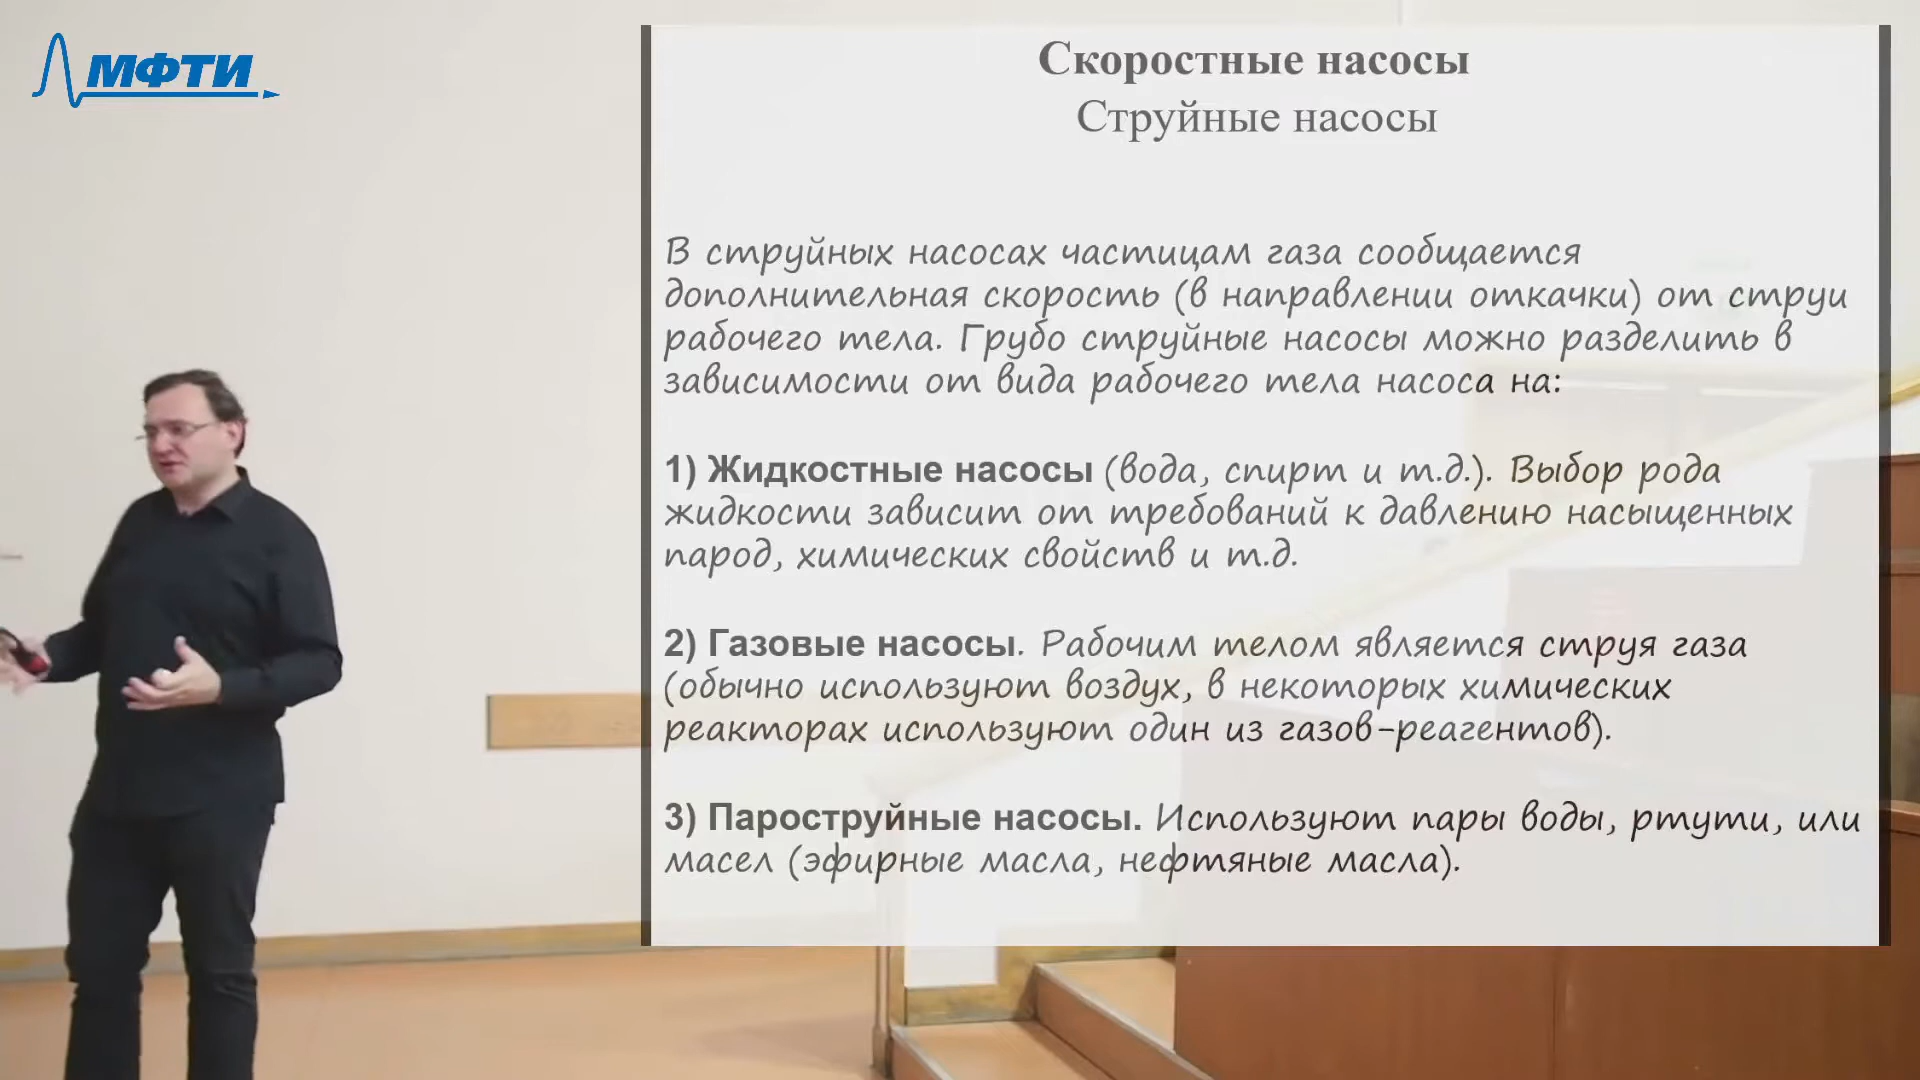 МФТИ
Скоростные насосы
Струйные насосы
В струйных насосах частицам газа сообщается
дополнительная скорость (в направлении откачки) от струи
рабочего тела. Грубо струйные насосы можно разделить в
зависимости от вида рабочего тела насоса на:
1) Жидкостные насосы (вода, спирт и т.д.). Выбор рода
жидкости зависит от требований к давлению насыщенных
парод, химических свойств и т.д.
2) Газовые насосы. Рабочим телом является струя газа
(обычно используют воздух, в некоторых химических
реакторах используют один из газов-реагентов).
3) Пароструйные насосы. Используют пары воды, ртути, или
масел (эфирные масла, нефтяные масла).